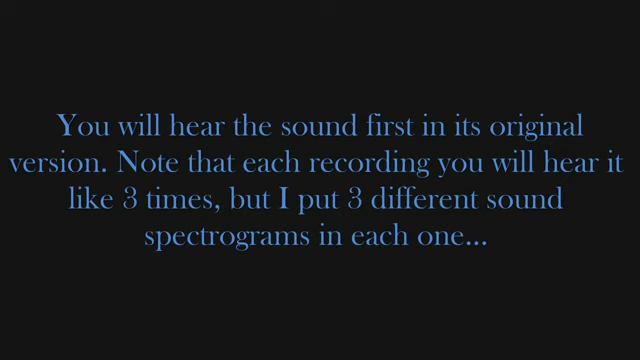 You will hear the sound first in its original
version. Note that each recording you will hear it
like 3 times, but I put 3 different sound
spectrograms in each one...